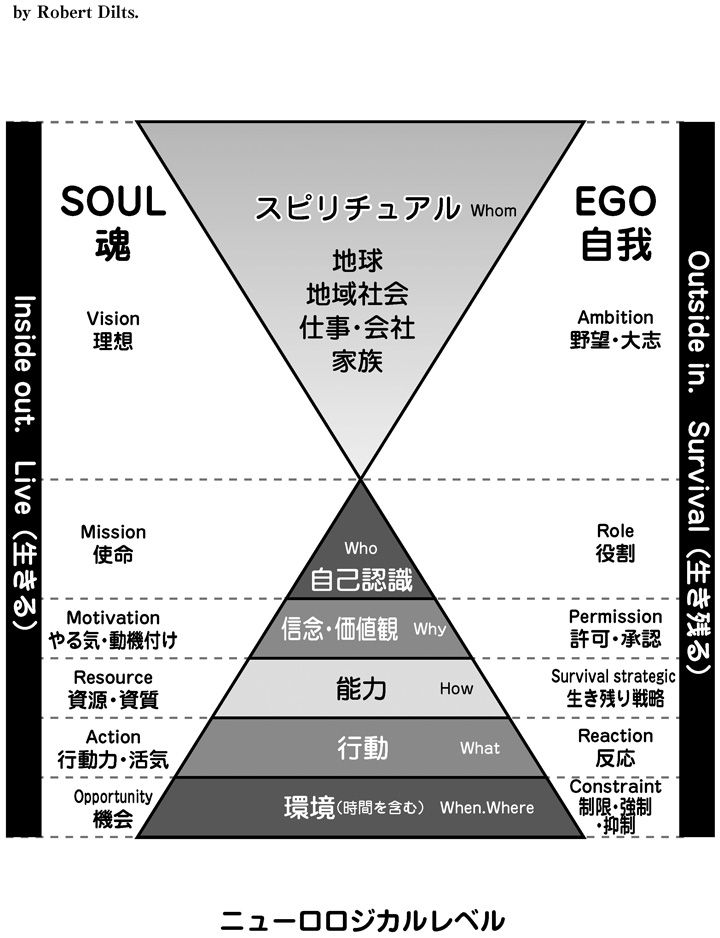 by Robert Dilts.
SOUL
魂
Vision
理想
スピリチュアル Whom
地球
地域社会
仕事・会社
家族
EGO
自我
Ambition
野望・大志
Inside out. Live（生きる）
Outside in. Survival（生き残る）
Mission
使命
Who
自己認識
Role
役割
Motivation
やる気・動機付け
信念・価値観 Why
Permission
許可・承認
Resource
資源・資質
能力 How
Survival strategic
生き残り戦略
Action
行動力・活気
行動 What
Reaction
反応
Opportunity
機会
環境（時間を含む） When.Where
Constraint
制限・強制
・抑制
ニューロロジカルレベル